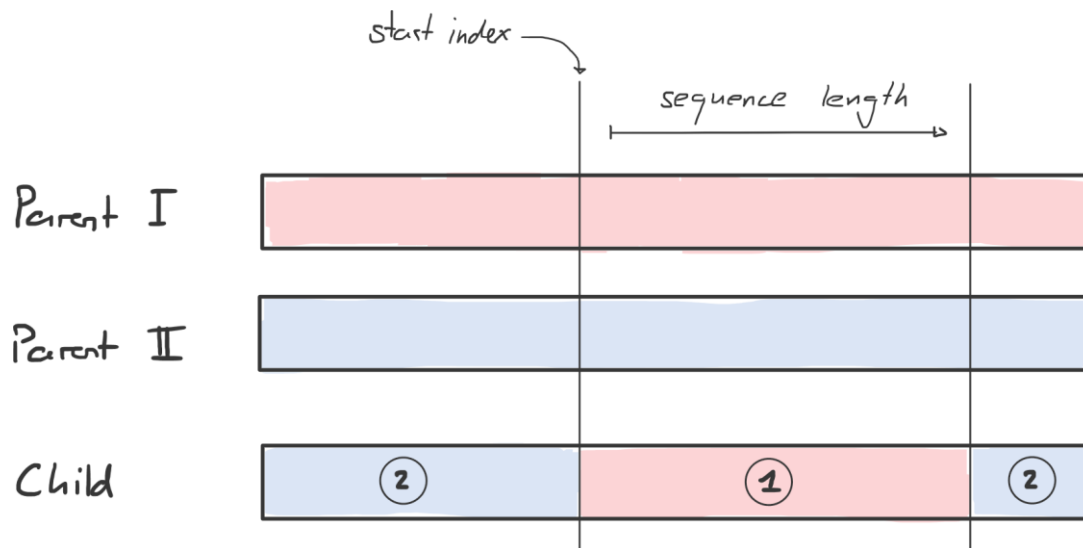 start index
sequence length
Parent I
Parent II
Child 2 1 2